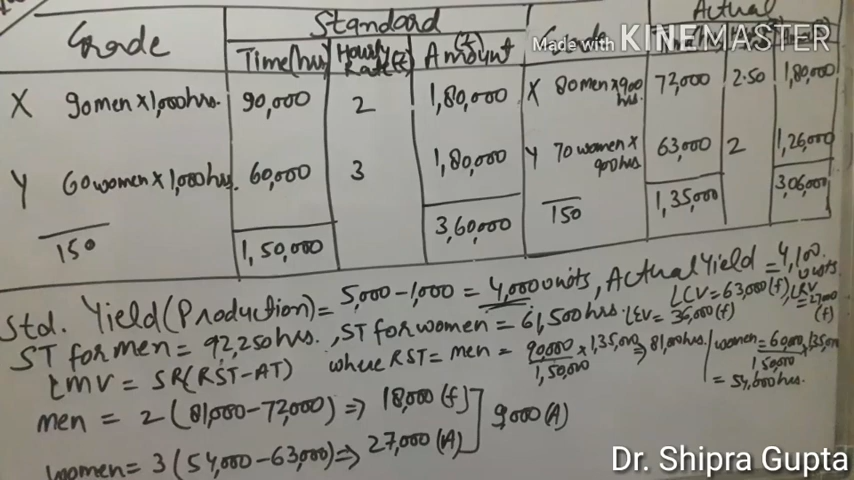 Standard Actual
Grade Time(hrs) Hourly Rate(₹) Amount (₹)
Made with KINEMASTER
X 90men×1,000hrs. 90,000 2 1,80,000 X 80men×900 hrs. 72,000 2.50 1,80,000
Y 60women×1,000hrs. 60,000 3 1,80,000 Y 70 women× 900hrs 63,000 2 1,26,000
150 1,50,000 3,60,000 150 1,35,000 3,06,000
Std. Yield(Production)= 5,000-1,000 = 4,000 units, Actual Yield = 4,100 units
ST for men = 92,250 hrs., ST for women = 61,500 hrs. LEV= 36,000 (f) LCV= 63,000(f), LRV = 27,000 (f)
LMV = SR(RST-AT) where RST= men = 90,000/1,50,000 × 1,35,000 ⇒ 81,000hrs. / women= 60,000/1,50,000 × 1,35,000 = 54,000 hrs.
men = 2(81,000-72,000) ⇒ 18,000 (f)
9,000(A)
women= 3(54,000-63,000) ⇒ 27,000 (A)
Dr. Shipra Gupta